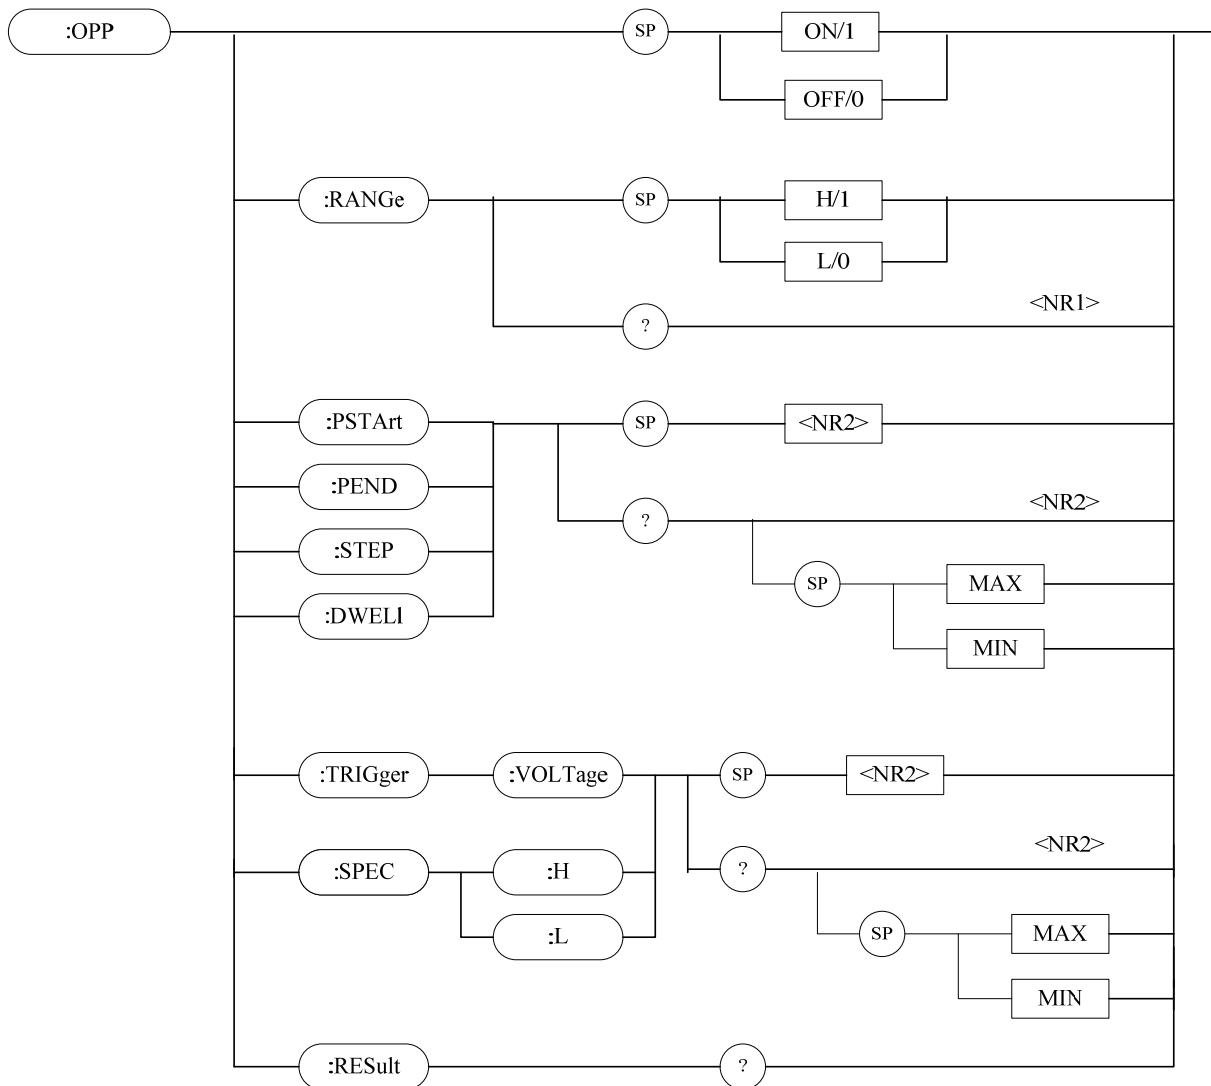 :OPP SP ON/1
OFF/0
:RANGe SP H/1
L/0
? <NR1>
:PSTArt SP <NR2>
:PEND
? <NR2>
:STEP
SP MAX
:DWELl
MIN
:TRIGger :VOLTage SP <NR2>
:SPEC :H ? <NR2>
:L SP MAX
MIN
:RESult ?